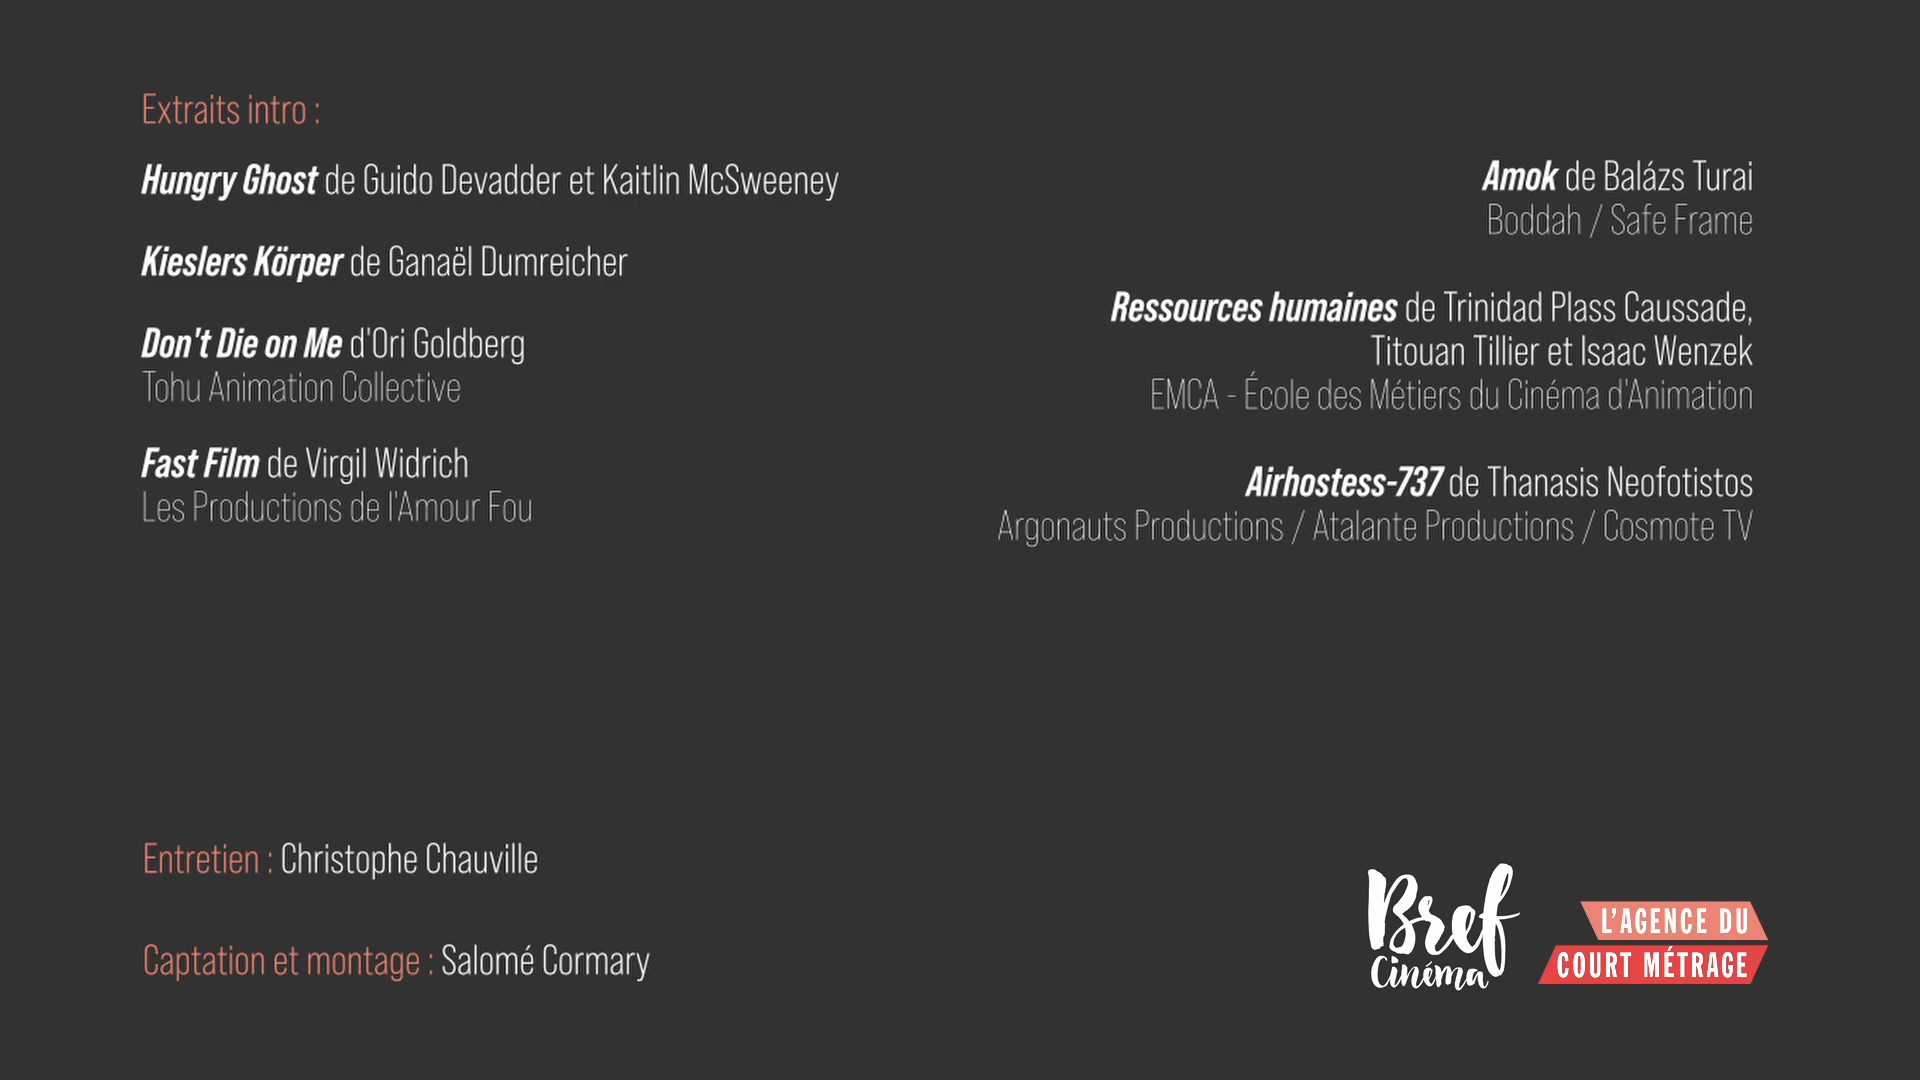 Extraits intro :
Hungry Ghost de Guido Devadder et Kaitlin McSweeney
Kieslers Körper de Ganaël Dumreicher
Don't Die on Me d'Ori Goldberg
Tohu Animation Collective
Fast Film de Virgil Widrich
Les Productions de l'Amour Fou
Amok de Balázs Turai
Boddah / Safe Frame
Ressources humaines de Trinidad Plass Caussade,
Titouan Tillier et Isaac Wenzek
EMCA - École des Métiers du Cinéma d'Animation
Airhostess-737 de Thanasis Neofotistos
Argonauts Productions / Atalante Productions / Cosmote TV
Entretien : Christophe Chauville
Captation et montage : Salomé Cormary
Bref
Cinéma
L'AGENCE DU
COURT MÉTRAGE